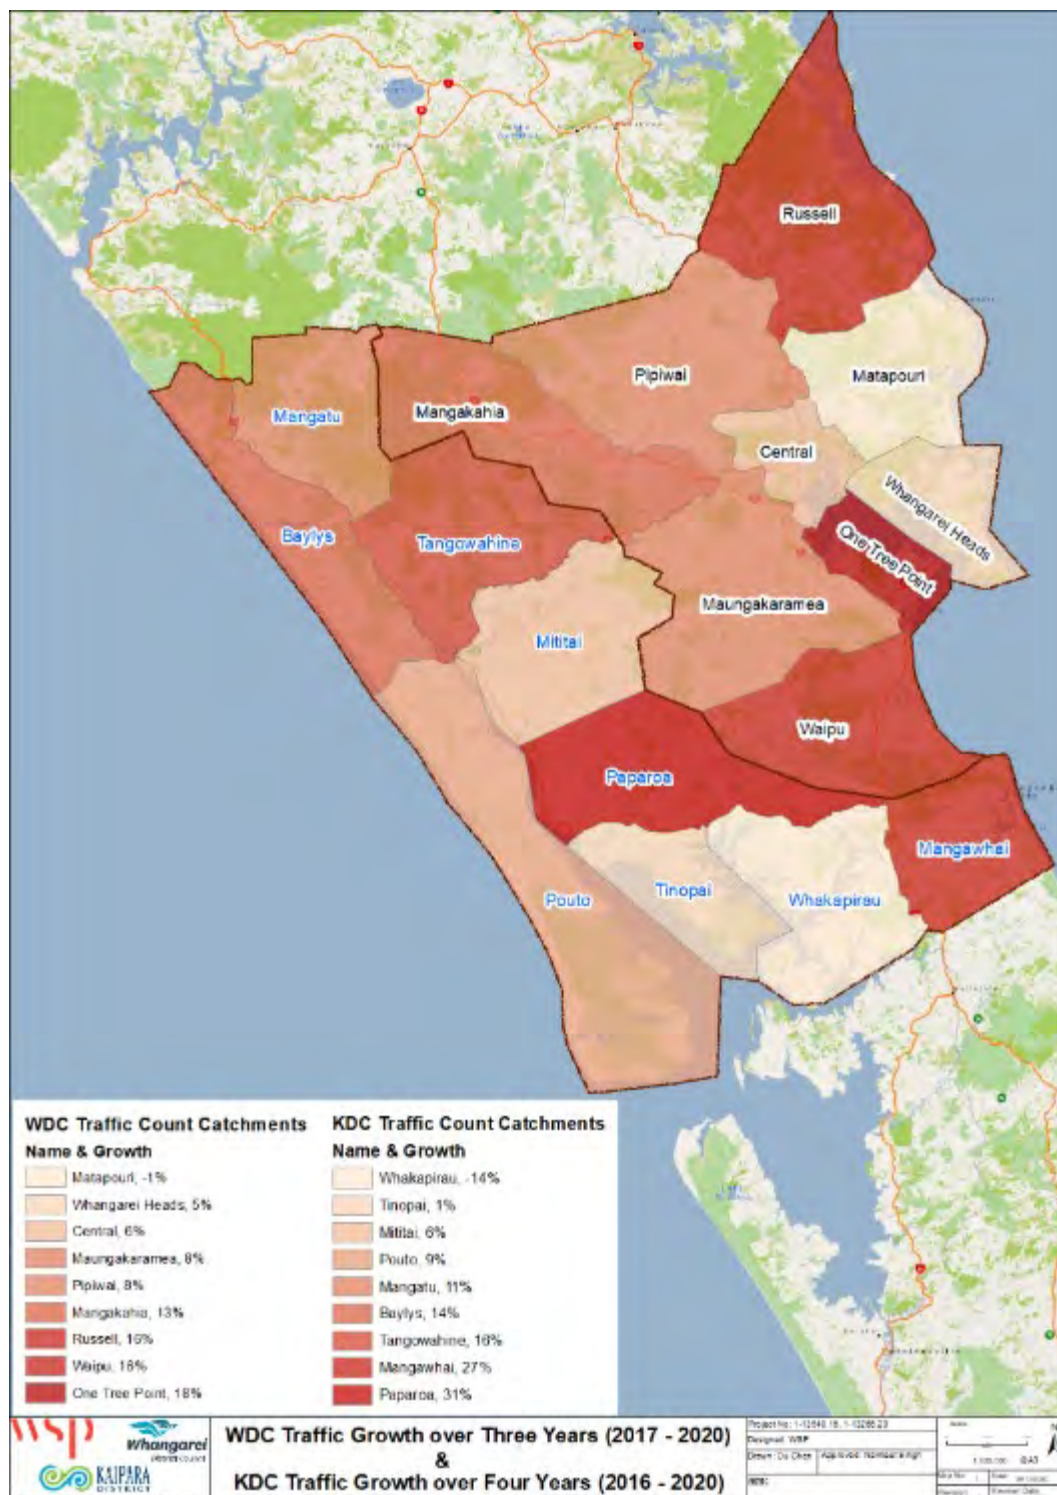 Russell
Matapouri
Pipiwai
Mangakahia
Mangatu
Central
Whangarei Heads
Baylys
Tangowahine
One Tree Point
Maungakaramea
Mititai
Waipu
Paparoa
Mangawhai
Tinopai
Whakapirau
Pouto
WDC Traffic Count Catchments
Name & Growth
Matapouri, -1%
Whangarei Heads, 5%
Central, 6%
Maungakaramea, 8%
Pipiwai, 8%
Mangakahia, 13%
Russell, 16%
Waipu, 16%
One Tree Point, 18%
KDC Traffic Count Catchments
Name & Growth
Whakapirau, -14%
Tinopai, 1%
Mititai, 6%
Pouto, 9%
Mangatu, 11%
Baylys, 14%
Tangowahine, 16%
Mangawhai, 27%
Paparoa, 31%
wsp
Whangarei
District Council
KAIPARA
DISTRICT
WDC Traffic Growth over Three Years (2017 - 2020)
&
KDC Traffic Growth over Four Years (2016 - 2020)
Designed: WSP